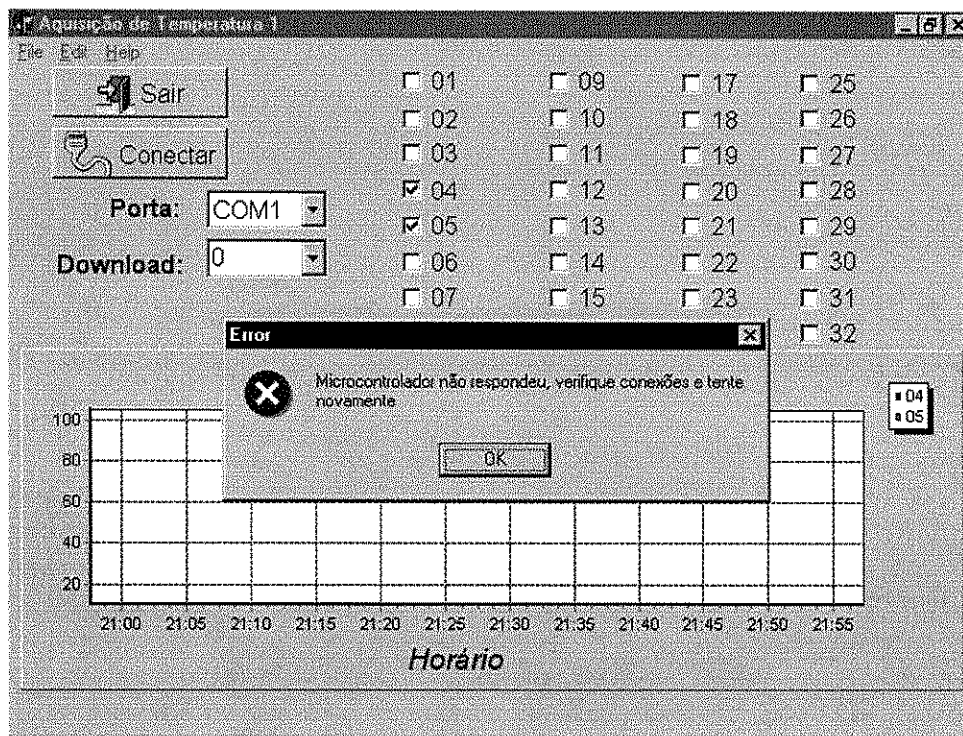 Aquisição de Temperatura 1
File Edit Help
Sair
Conectar
Porta: COM1
Download: 0
01 09 17 25
02 10 18 26
03 11 19 27
04 12 20 28
05 13 21 29
06 14 22 30
07 15 23 31
32
Error
Microcontrolador não respondeu, verifique conexões e tente
novamente
OK
04
05
100
80
60
40
20
21:00 21:05 21:10 21:15 21:20 21:25 21:30 21:35 21:40 21:45 21:50 21:55
Horário